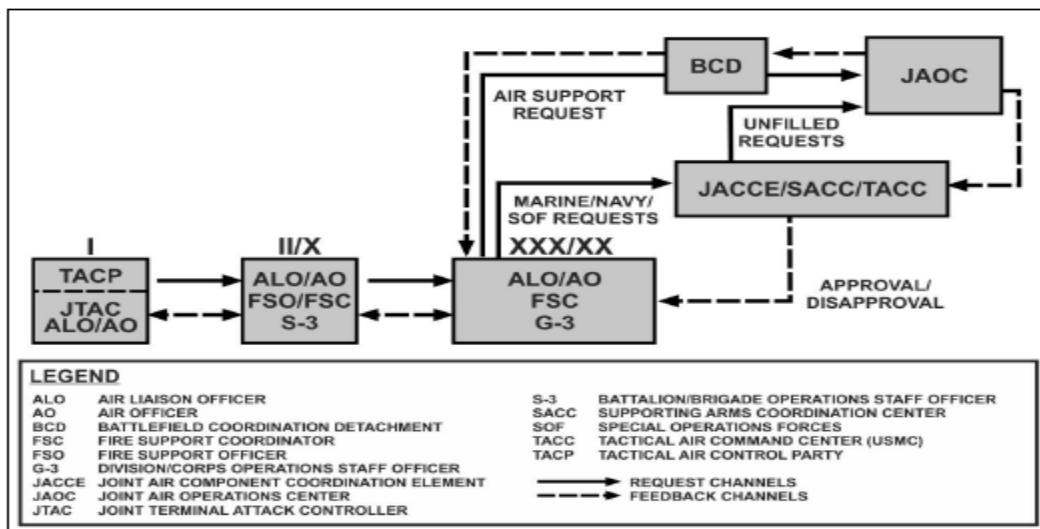 BCD
JAOC
AIR SUPPORT
REQUEST
UNFILLED
REQUESTS
JACCE/SACC/TACC
MARINE/NAVY/
SOF REQUESTS
I
II/X
XXX/XX
TACP
JTAC
ALO/AO
ALO/AO
FSO/FSC
S-3
ALO/AO
FSC
G-3
APPROVAL/
DISAPPROVAL
LEGEND
ALO AIR LIAISON OFFICER
AO AIR OFFICER
BCD BATTLEFIELD COORDINATION DETACHMENT
FSC FIRE SUPPORT COORDINATOR
FSO FIRE SUPPORT OFFICER
G-3 DIVISION/CORPS OPERATIONS STAFF OFFICER
JACCE JOINT AIR COMPONENT COORDINATION ELEMENT
JAOC JOINT AIR OPERATIONS CENTER
JTAC JOINT TERMINAL ATTACK CONTROLLER
S-3 BATTALION/BRIGADE OPERATIONS STAFF OFFICER
SACC SUPPORTING ARMS COORDINATION CENTER
SOF SPECIAL OPERATIONS FORCES
TACC TACTICAL AIR COMMAND CENTER (USMC)
TACP TACTICAL AIR CONTROL PARTY
REQUEST CHANNELS
FEEDBACK CHANNELS